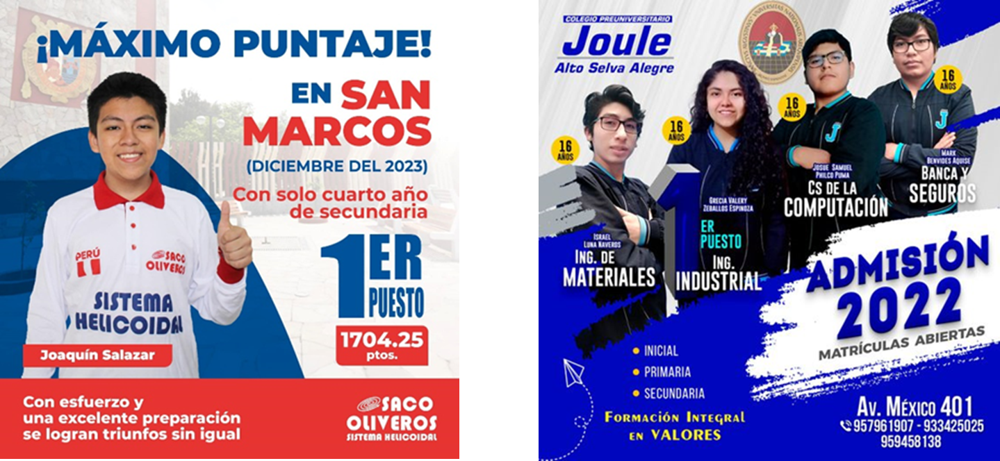 ¡MÁXIMO PUNTAJE!
EN SAN
MARCOS
(DICIEMBRE DEL 2023)
Con solo cuarto año
de secundaria
1ER
PUESTO
1704.25
ptos.
PERÚ
SACO
OLIVEROS
SISTEMA
HELICOIDAL
Joaquín Salazar
Con esfuerzo y
una excelente preparación
se logran triunfos sin igual
SACO
OLIVEROS
SISTEMA HELICOIDAL
COLEGIO PREUNIVERSITARIO
Joule
Alto Selva Alegre
16
AÑOS
16
AÑOS
16
AÑOS
16
AÑOS
J
J
Israel
Luna Naveros
Ing. de
Materiales
1
Grecia Valery
Zeballos Espinoza
ER
PUESTO
Ing.
Industrial
Josue Samuel
Philco Puma
Cs de la
Computación
Mark
Benvides Aquise
Banca y
Seguros
ADMISIÓN
2022
MATRÍCULAS ABIERTAS
INICIAL
PRIMARIA
SECUNDARIA
Formación Integral
en VALORES
Av. México 401
957961907 - 933425025
959458138